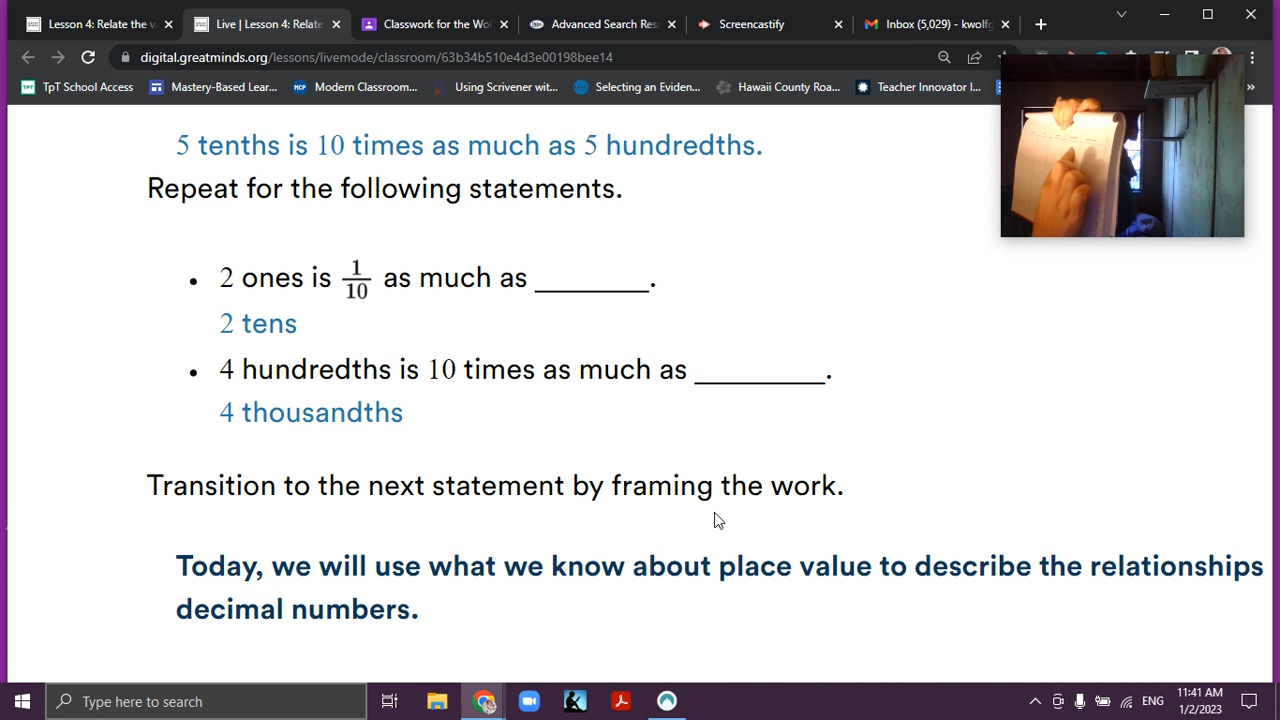 Lesson 4: Relate the v
Live | Lesson 4: Relate
Classwork for the Wol
Advanced Search Res
Screencastify
Inbox (5,029) - kwolfg
digital.greatminds.org/lessons/livemode/classroom/63b34b510e4d3e00198bee14
TpT School Access
Mastery-Based Lear...
Modern Classroom...
Using Scrivener wit...
Selecting an Eviden...
Hawaii County Roa...
Teacher Innovator I...
5 tenths is 10 times as much as 5 hundredths.
Repeat for the following statements.
• 2 ones is 1/10 as much as ________.
2 tens
• 4 hundredths is 10 times as much as _________.
4 thousandths
Transition to the next statement by framing the work.
Today, we will use what we know about place value to describe the relationships
decimal numbers.
Type here to search
ENG
11:41 AM
1/2/2023